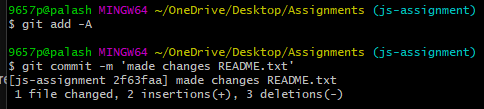 9657p@palash MINGW64 ~/OneDrive/Desktop/Assignments (js-assignment)
$ git add -A
9657p@palash MINGW64 ~/OneDrive/Desktop/Assignments (js-assignment)
$ git commit -m 'made changes README.txt'
[js-assignment 2f63faa] made changes README.txt
1 file changed, 2 insertions(+), 3 deletions(-)